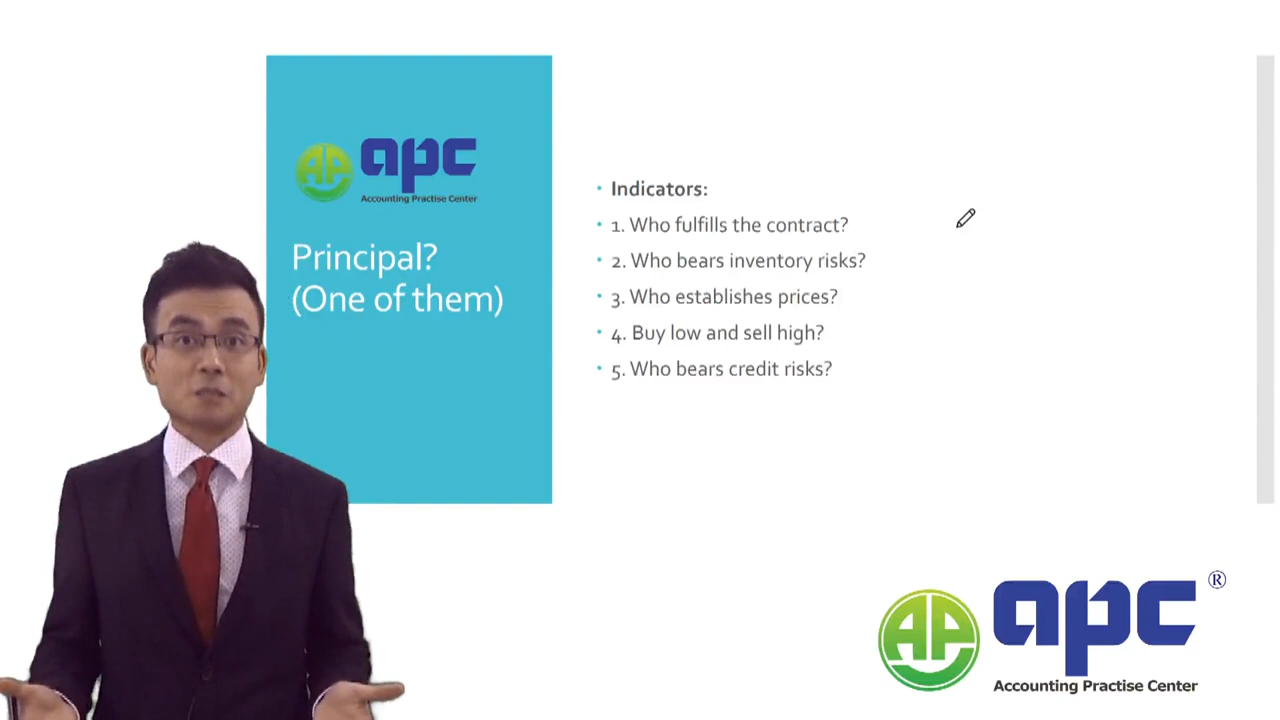 AP apc
Accounting Practise Center
Principal?
(One of them)
• Indicators:
• 1. Who fulfills the contract?
• 2. Who bears inventory risks?
• 3. Who establishes prices?
• 4. Buy low and sell high?
• 5. Who bears credit risks?
AP apc ®
Accounting Practise Center